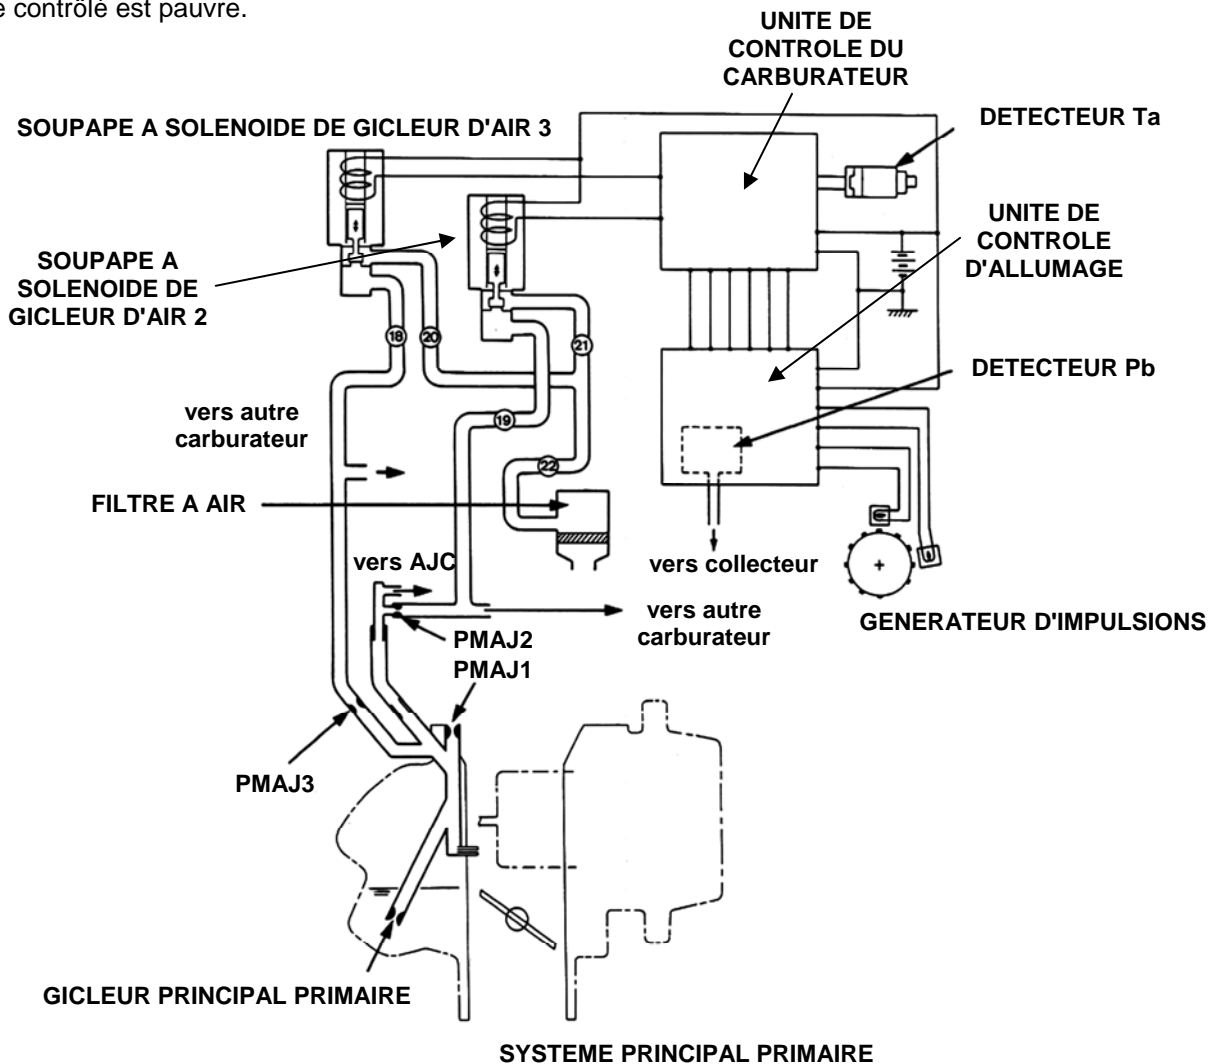 e contrôlé est pauvre.
UNITE DE
CONTROLE DU
CARBURATEUR
SOUPAPE A SOLENOIDE DE GICLEUR D'AIR 3
DETECTEUR Ta
UNITE DE
CONTROLE
D'ALLUMAGE
SOUPAPE A
SOLENOIDE DE
GICLEUR D'AIR 2
18
20
21
DETECTEUR Pb
vers autre
carburateur
19
22
FILTRE A AIR
vers AJC
vers collecteur
vers autre
carburateur
GENERATEUR D'IMPULSIONS
PMAJ2
PMAJ1
PMAJ3
GICLEUR PRINCIPAL PRIMAIRE
SYSTEME PRINCIPAL PRIMAIRE